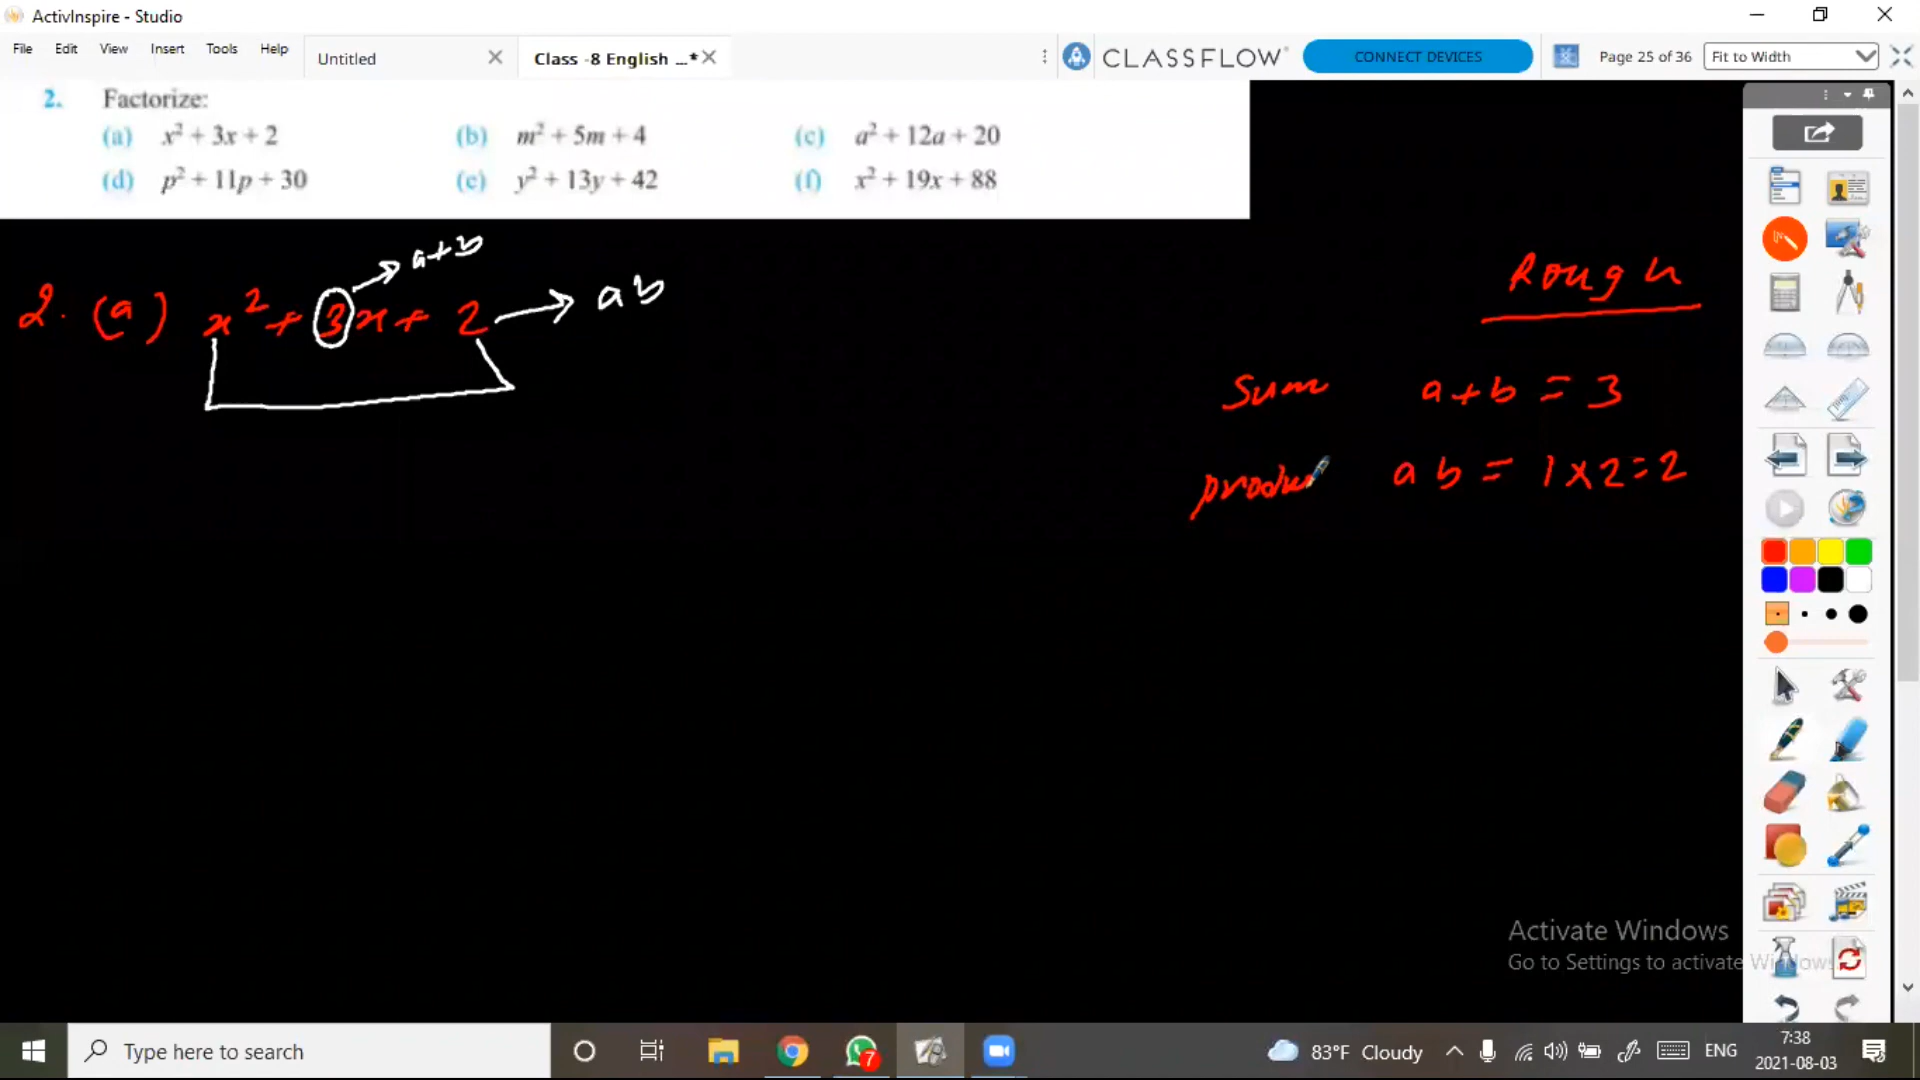 ActivInspire - Studio
File Edit View Insert Tools Help
Untitled
Class -8 English ...*
CLASSFLOW
CONNECT DEVICES
Page 25 of 36
Fit to Width
2. Factorize:
(a) x² + 3x + 2 (b) m² + 5m + 4 (c) a² + 12a + 20
(d) p² + 11p + 30 (e) y² + 13y + 42 (f) x² + 19x + 88
a+b
2. (a) x² + 3x + 2 → ab
Rough
Sum a+b = 3
produ ab = 1×2=2
Activate Windows
Go to Settings to activate Windows.
Type here to search
7
83°F Cloudy
ENG
7:38
2021-08-03